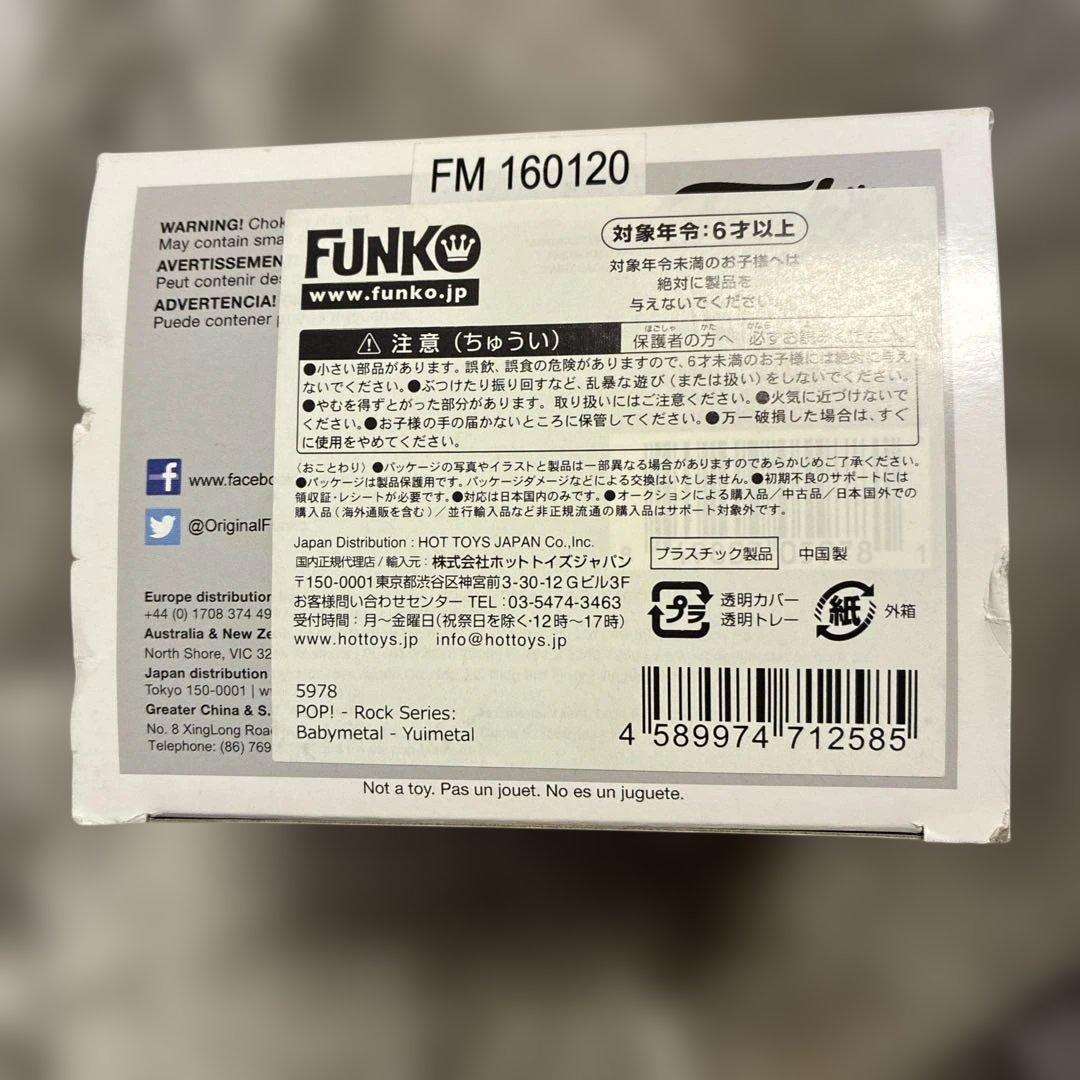 FM 160120
WARNING!
May contain
AVERTISSEMEN
Peut contenir
ADVERTENCIA!
Puede contener
www.facebo
@OriginalF
Europe distribution
+44 (0) 1708 374 49
Australia & New Ze
North Shore, VIC 32
Japan distribution
Tokyo 150-0001 |
Greater China & S.
No. 8 XingLong Road
Telephone: (86) 769
FUNKO
www.funko.jp
対象年令:6才以上
対象年令未満のお子様へは
絶対に製品を
与えないでください
注意(ちゅうい)
保護者の方へ 必ずお読みください
●小さい部品があります。誤飲、誤食の危険がありますので、6才未満のお子様には絶対に与え
ないでください。●ぶつけたり振り回すなど、乱暴な遊び(または扱い)をしないでください。
●やむを得ずとがった部分があります。取り扱いにはご注意ください。●火気に近づけないで
ください。●お子様の手の届かないところに保管してください。●万一破損した場合は、すぐ
に使用をやめてください。
(おことわり)●パッケージの写真やイラストと製品は一部異なる場合がありますのであらかじめご了承ください。
●パッケージは製品保護用です。パッケージダメージなどによる交換はいたしません。●初期不良のサポートには
領収証・レシートが必要です。●対応は日本国内のみです。●オークションによる購入品/中古品/日本国外での
購入品(海外通販を含む)/並行輸入品など非正規流通の購入品はサポート対象外です。
Japan Distribution : HOT TOYS JAPAN Co.,Inc.
国内正規代理店/輸入元:株式会社ホットトイズジャパン
〒150-0001東京都渋谷区神宮前3-30-12 Gビル3F
お客様問い合わせセンター TEL:03-5474-3463
受付時間:月~金曜日(祝祭日を除く・12時~17時)
www.hottoys.jp info@hottoys.jp
プラスチック製品 中国製
プラ 透明カバー
透明トレー
紙 外箱
5978
POP! - Rock Series:
Babymetal - Yuimetal
4 589974 712585
Not a toy. Pas un jouet. No es un juguete.